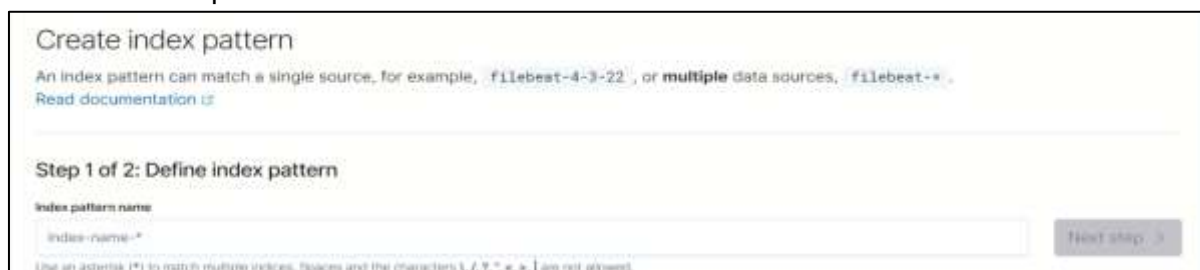 Create index pattern
An index pattern can match a single source, for example, filebeat-4-3-22 , or multiple data sources, filebeat-* .
Read documentation
Step 1 of 2: Define index pattern
Index pattern name
index-name-*
Next step >
Use an asterisk (*) to match multiple indices. Spaces and the characters \ / ? " < > | are not allowed.